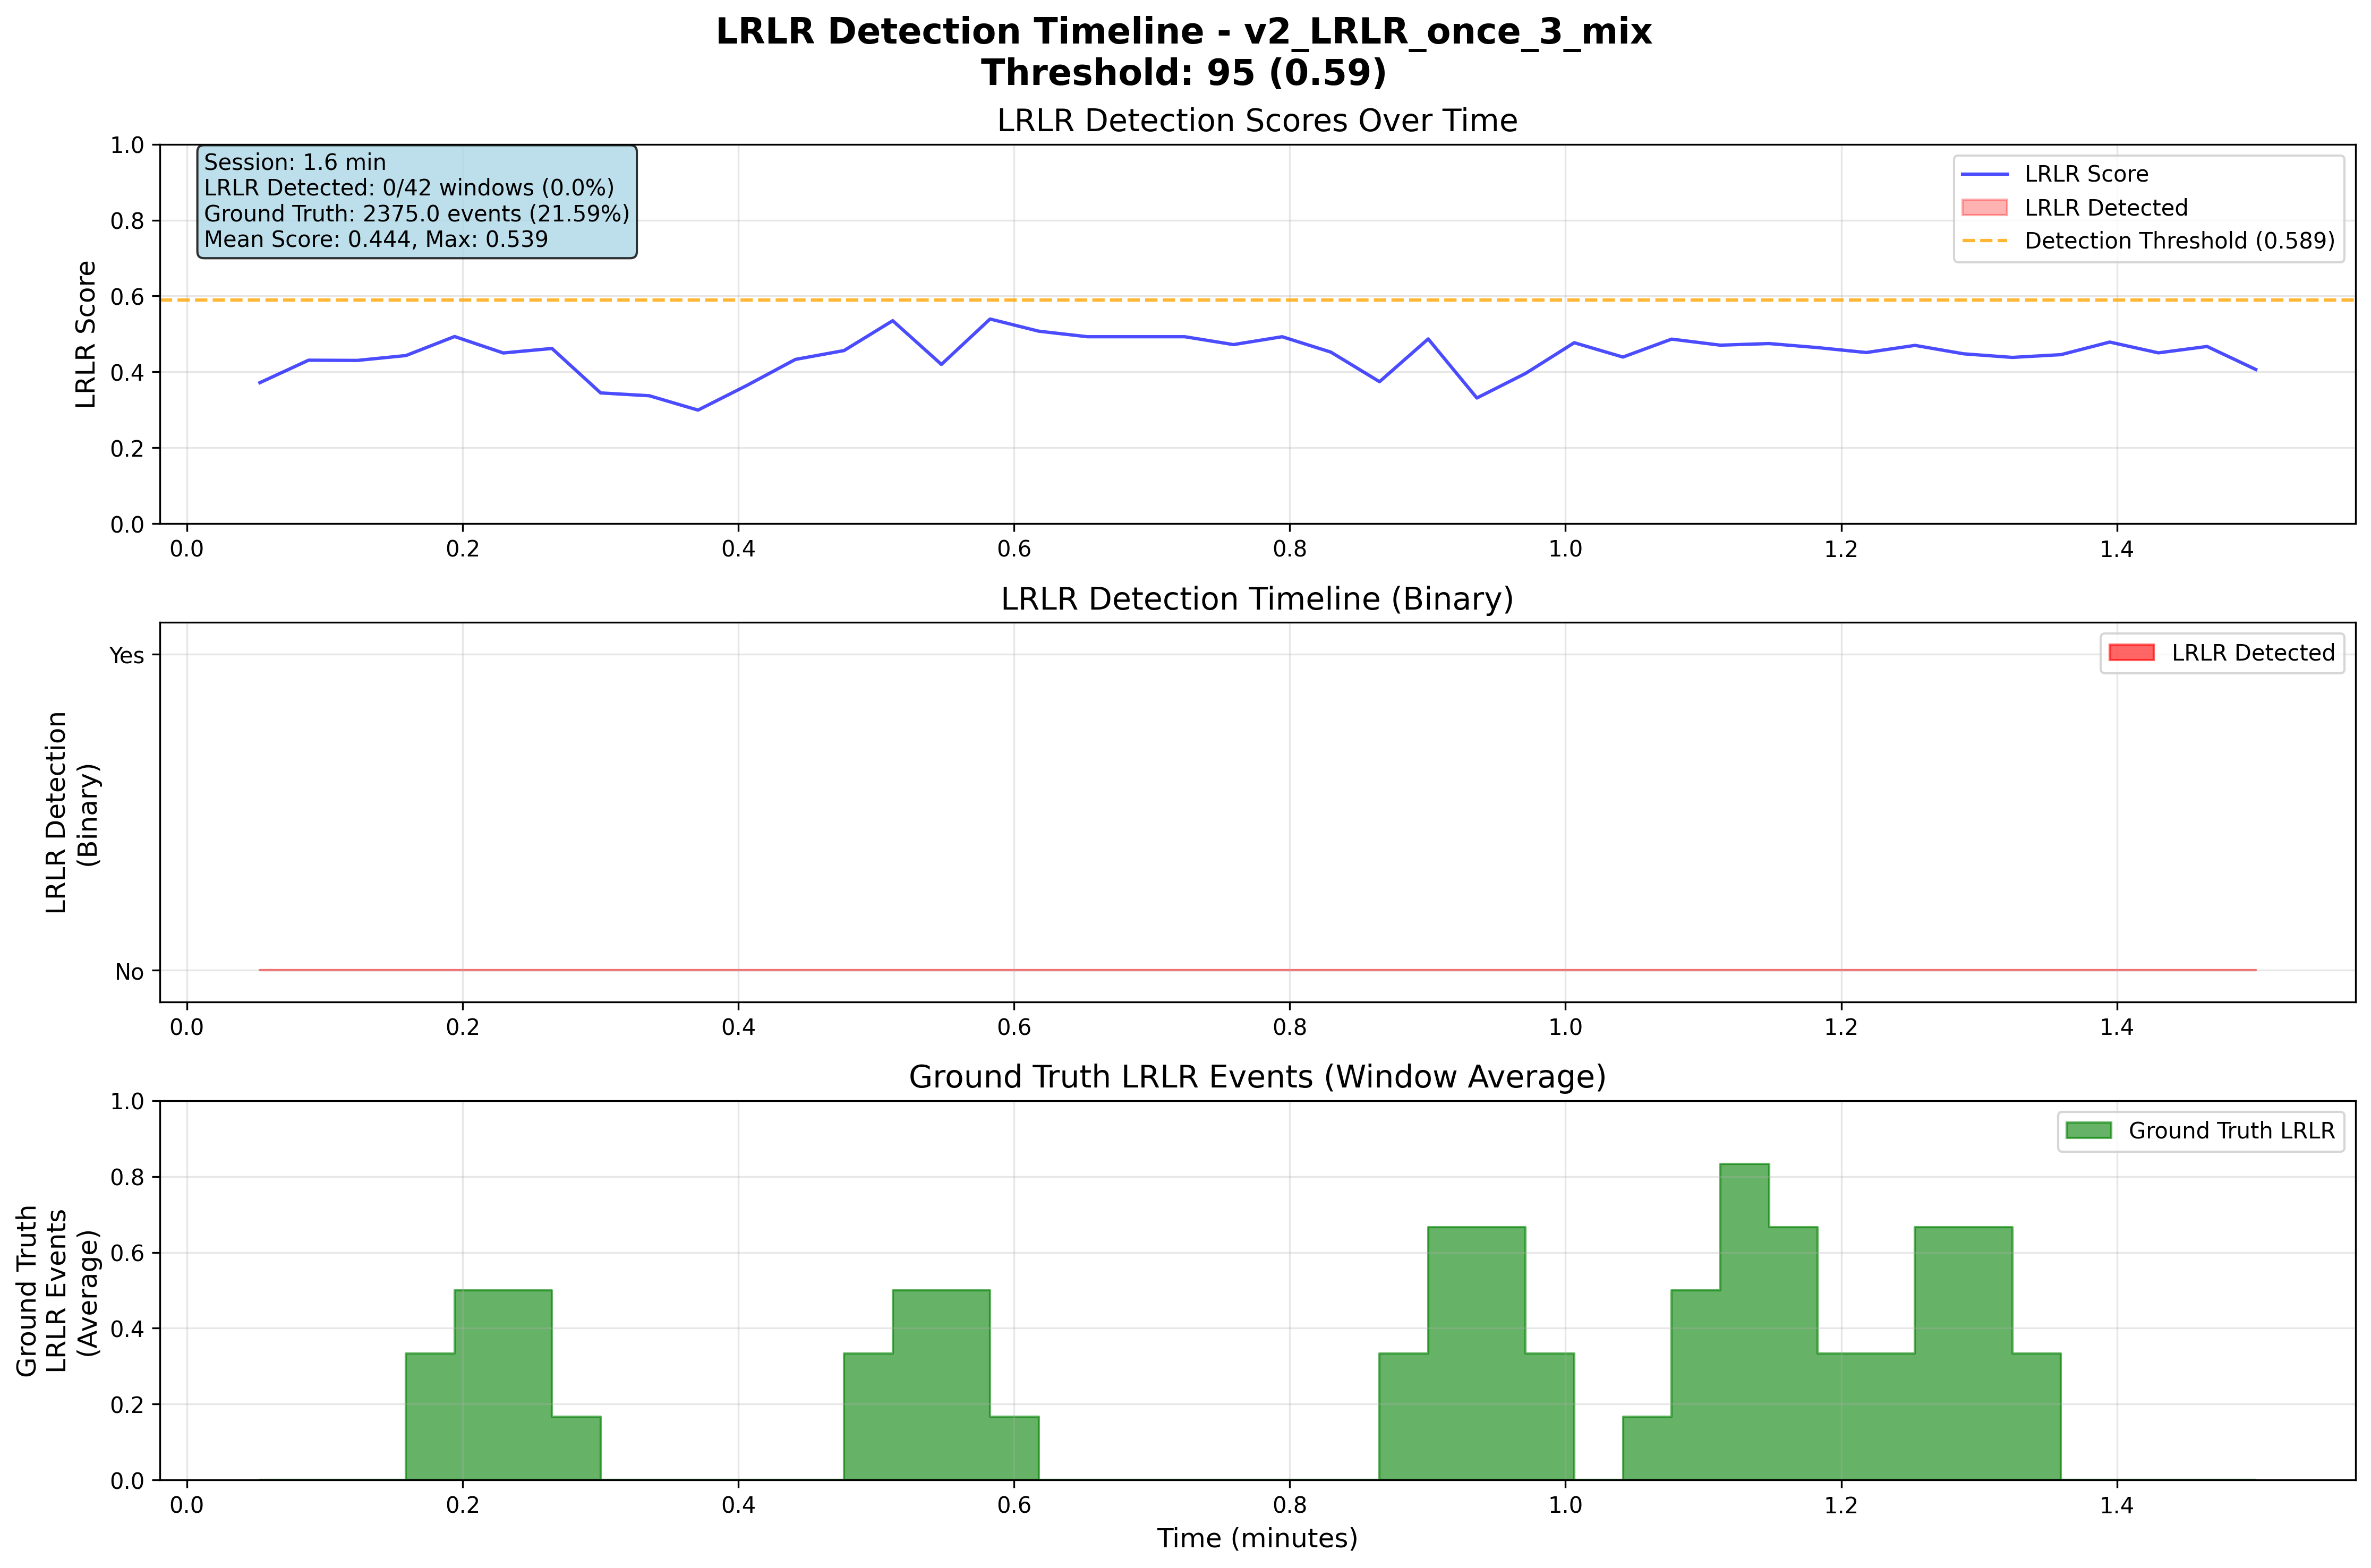 LRLR Detection Timeline - v2_LRLR_once_3_mix
Threshold: 95 (0.59)
LRLR Detection Scores Over Time
Session: 1.6 min
LRLR Detected: 0/42 windows (0.0%)
Ground Truth: 2375.0 events (21.59%)
Mean Score: 0.444, Max: 0.539
LRLR Score
LRLR Detected
Detection Threshold (0.589)
LRLR Score
1.0
0.8
0.6
0.4
0.2
0.0
0.0 0.2 0.4 0.6 0.8 1.0 1.2 1.4
LRLR Detection Timeline (Binary)
LRLR Detected
LRLR Detection
(Binary)
Yes
No
0.0 0.2 0.4 0.6 0.8 1.0 1.2 1.4
Ground Truth LRLR Events (Window Average)
Ground Truth LRLR
Ground Truth
LRLR Events
(Average)
1.0
0.8
0.6
0.4
0.2
0.0
0.0 0.2 0.4 0.6 0.8 1.0 1.2 1.4
Time (minutes)